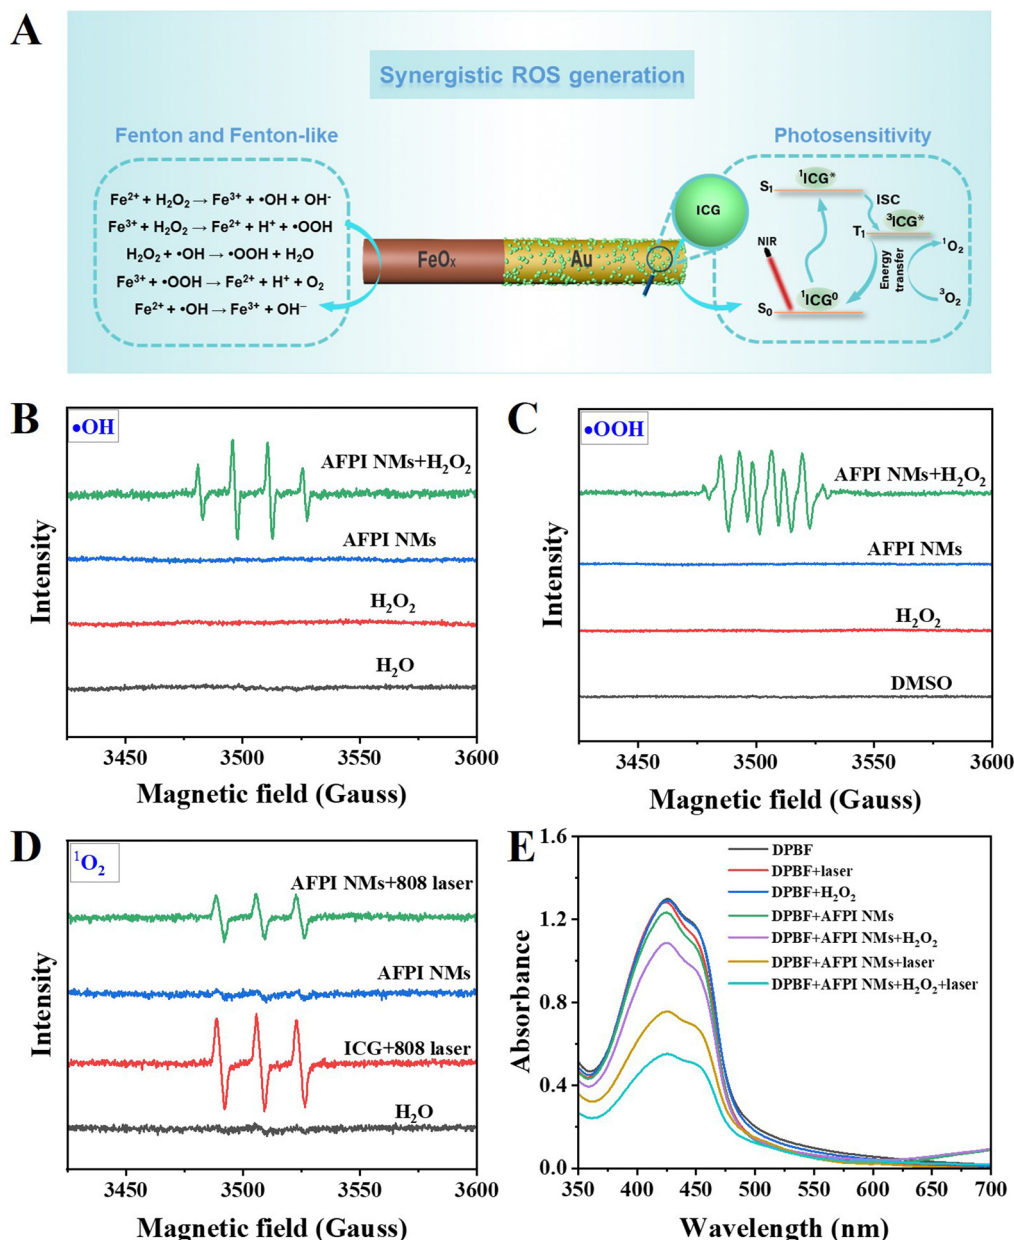 A
Synergistic ROS generation
Fenton and Fenton-like
Fe²⁺ + H₂O₂ → Fe³⁺ + •OH + OH⁻
Fe³⁺ + H₂O₂ → Fe²⁺ + H⁺ + •OOH
H₂O₂ + •OH → •OOH + H₂O
Fe³⁺ + •OOH → Fe²⁺ + H⁺ + O₂
Fe²⁺ + •OH → Fe³⁺ + OH⁻
FeOₓ
Au
ICG
Photosensitivity
S₁
¹ICG*
ISC
³ICG*
T₁
NIR
Energy
transfer
¹O₂
³O₂
S₀
¹ICG⁰
B
•OH
AFPI NMs+H₂O₂
AFPI NMs
H₂O₂
H₂O
Intensity
3450 3500 3550 3600
Magnetic field (Gauss)
C
•OOH
AFPI NMs+H₂O₂
AFPI NMs
H₂O₂
DMSO
Intensity
3450 3500 3550 3600
Magnetic field (Gauss)
D
¹O₂
AFPI NMs+808 laser
AFPI NMs
ICG+808 laser
H₂O
Intensity
3450 3500 3550 3600
Magnetic field (Gauss)
E
DPBF
DPBF+laser
DPBF+H₂O₂
DPBF+AFPI NMs
DPBF+AFPI NMs+H₂O₂
DPBF+AFPI NMs+laser
DPBF+AFPI NMs+H₂O₂+laser
Absorbance
1.6
1.2
0.8
0.4
0.0
350 400 450 500 550 600 650 700
Wavelength (nm)